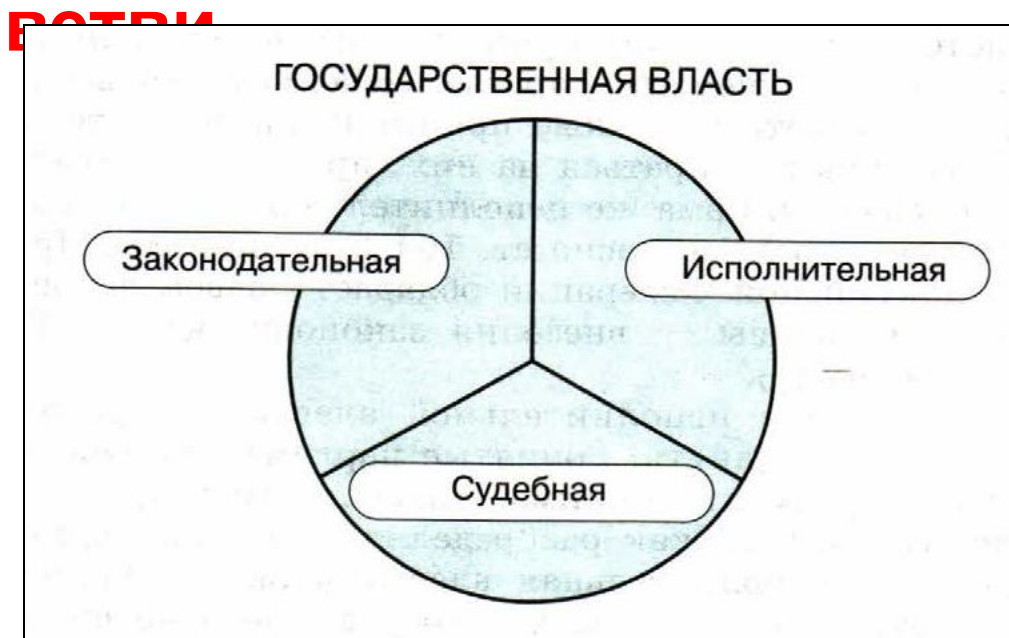 ГОСУДАРСТВЕННАЯ ВЛАСТЬ
Законодательная
Исполнительная
Судебная